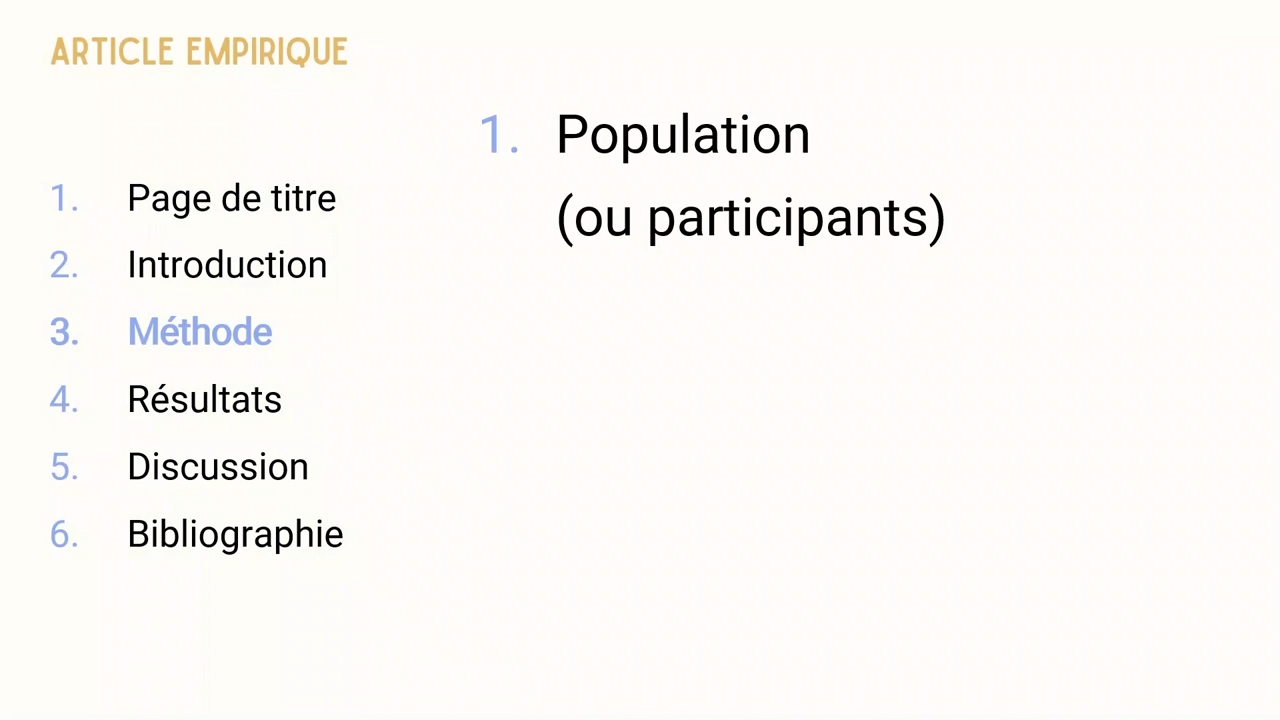 ARTICLE EMPIRIQUE
1. Page de titre
2. Introduction
3. Méthode
4. Résultats
5. Discussion
6. Bibliographie
1. Population
(ou participants)